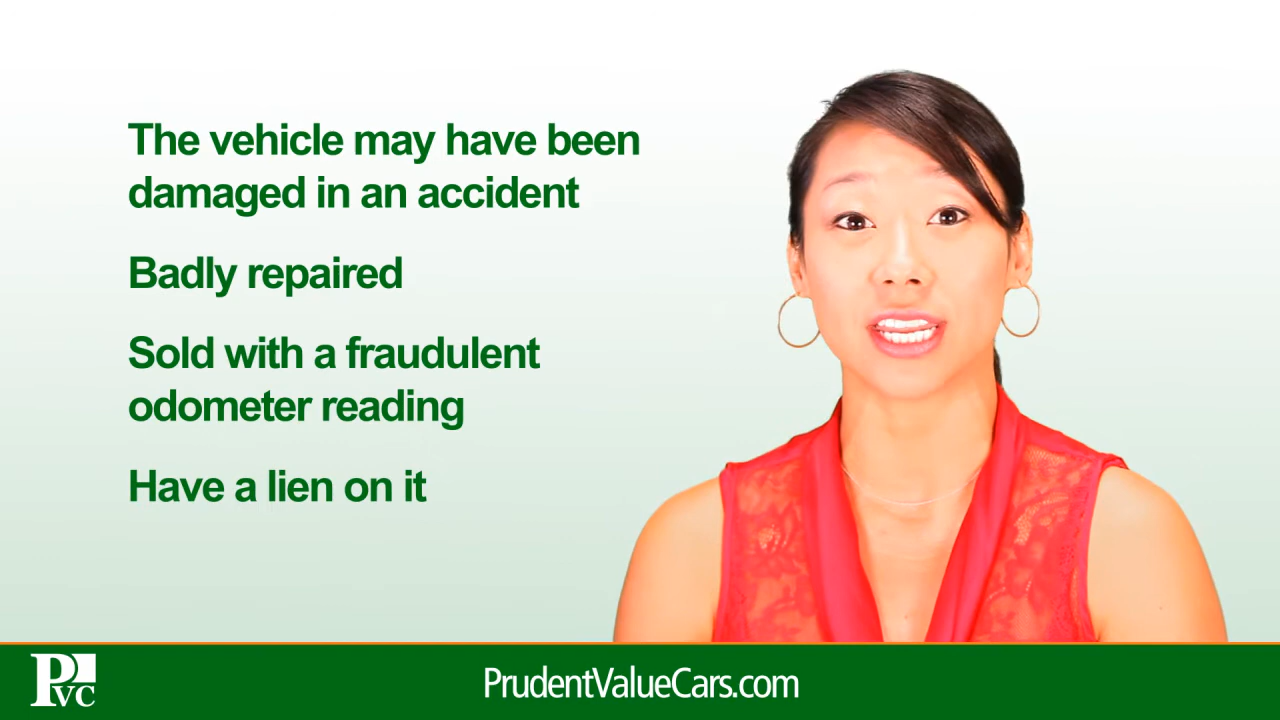 The vehicle may have been
damaged in an accident
Badly repaired
Sold with a fraudulent
odometer reading
Have a lien on it
PVC
PrudentValueCars.com